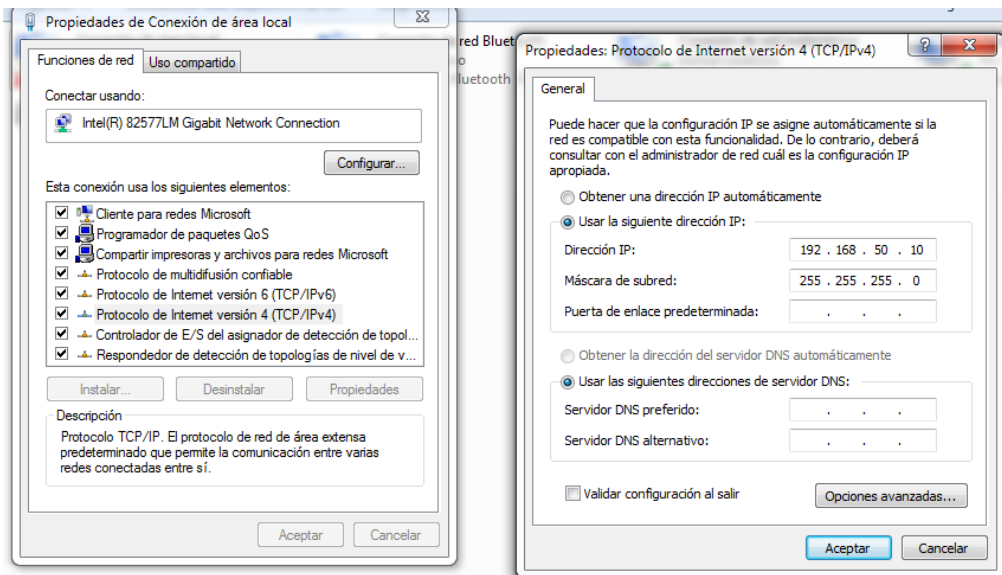 Propiedades de Conexión de área local
Funciones de red
Uso compartido
Conectar usando:
Intel(R) 82577LM Gigabit Network Connection
Configurar...
Esta conexión usa los siguientes elementos:
Cliente para redes Microsoft
Programador de paquetes QoS
Compartir impresoras y archivos para redes Microsoft
Protocolo de multidifusión confiable
Protocolo de Internet versión 6 (TCP/IPv6)
Protocolo de Internet versión 4 (TCP/IPv4)
Controlador de E/S del asignador de detección de topol...
Respondedor de detección de topologías de nivel de v...
Instalar...
Desinstalar
Propiedades
Descripción
Protocolo TCP/IP. El protocolo de red de área extensa
predeterminado que permite la comunicación entre varias
redes conectadas entre sí.
Aceptar
Cancelar
red Bluet
luetooth
Propiedades: Protocolo de Internet versión 4 (TCP/IPv4)
General
Puede hacer que la configuración IP se asigne automáticamente si la
red es compatible con esta funcionalidad. De lo contrario, deberá
consultar con el administrador de red cuál es la configuración IP
apropiada.
Obtener una dirección IP automáticamente
Usar la siguiente dirección IP:
Dirección IP:
192 . 168 . 50 . 10
Máscara de subred:
255 . 255 . 255 . 0
Puerta de enlace predeterminada:
. . .
Obtener la dirección del servidor DNS automáticamente
Usar las siguientes direcciones de servidor DNS:
Servidor DNS preferido:
. . .
Servidor DNS alternativo:
. . .
Validar configuración al salir
Opciones avanzadas...
Aceptar
Cancelar